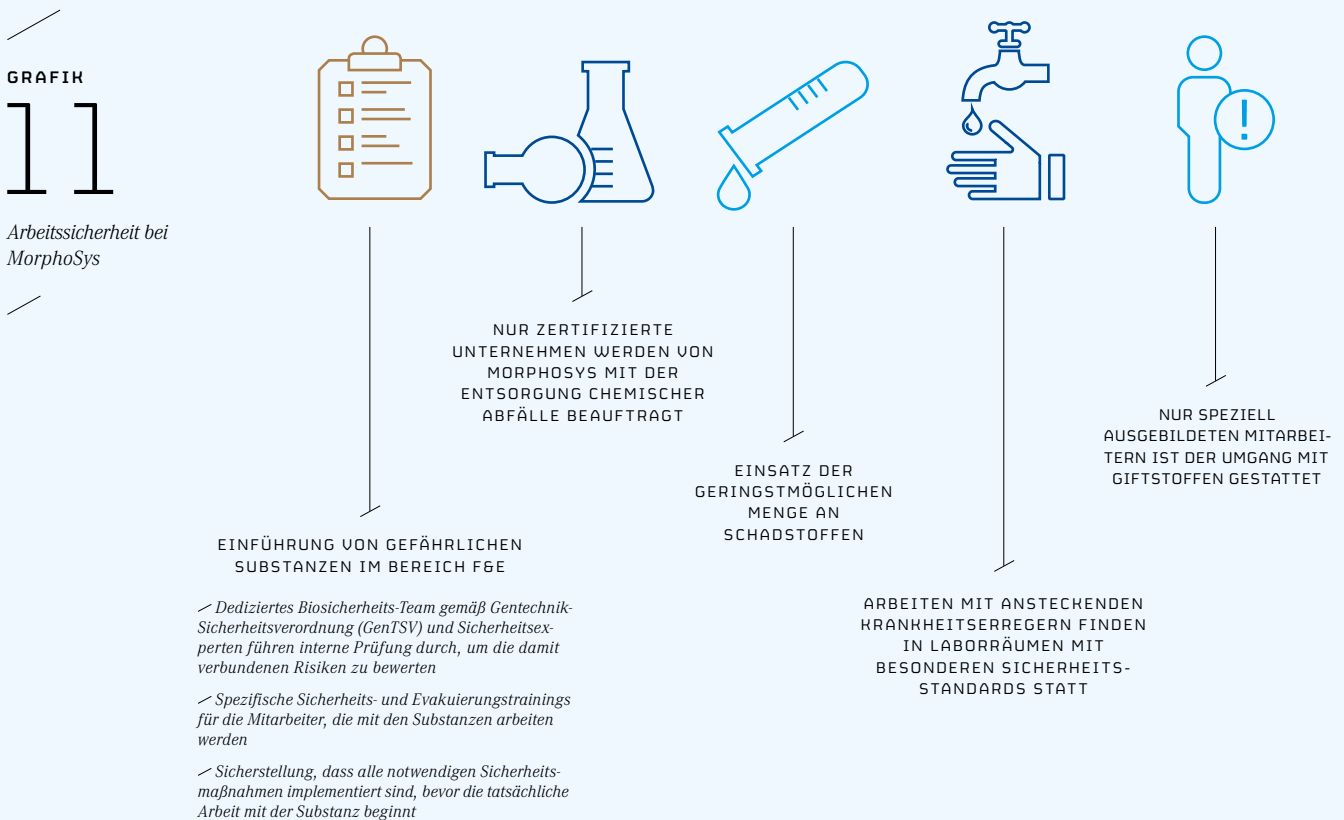 GRAFIK
11
Arbeitssicherheit bei
MorphoSys
EINFÜHRUNG VON GEFÄHRLICHEN
SUBSTANZEN IM BEREICH F&E
Dediziertes Biosicherheits-Team gemäß Gentechnik-
Sicherheitsverordnung (GenTSV) und Sicherheitsex-
perten führen interne Prüfung durch, um die damit
verbundenen Risiken zu bewerten
Spezifische Sicherheits- und Evakuierungstrainings
für die Mitarbeiter, die mit den Substanzen arbeiten
werden
Sicherstellung, dass alle notwendigen Sicherheits-
maßnahmen implementiert sind, bevor die tatsächliche
Arbeit mit der Substanz beginnt
NUR ZERTIFIZIERTE
UNTERNEHMEN WERDEN VON
MORPHOSYS MIT DER
ENTSORGUNG CHEMISCHER
ABFÄLLE BEAUFTRAGT
EINSATZ DER
GERINGSTMÖGLICHEN
MENGE AN
SCHADSTOFFEN
ARBEITEN MIT ANSTECKENDEN
KRANKHEITSERREGERN FINDEN
IN LABORRÄUMEN MIT
BESONDEREN SICHERHEITS-
STANDARDS STATT
NUR SPEZIELL
AUSGEBILDETEN MITARBEI-
TERN IST DER UMGANG MIT
GIFTSTOFFEN GESTATTET